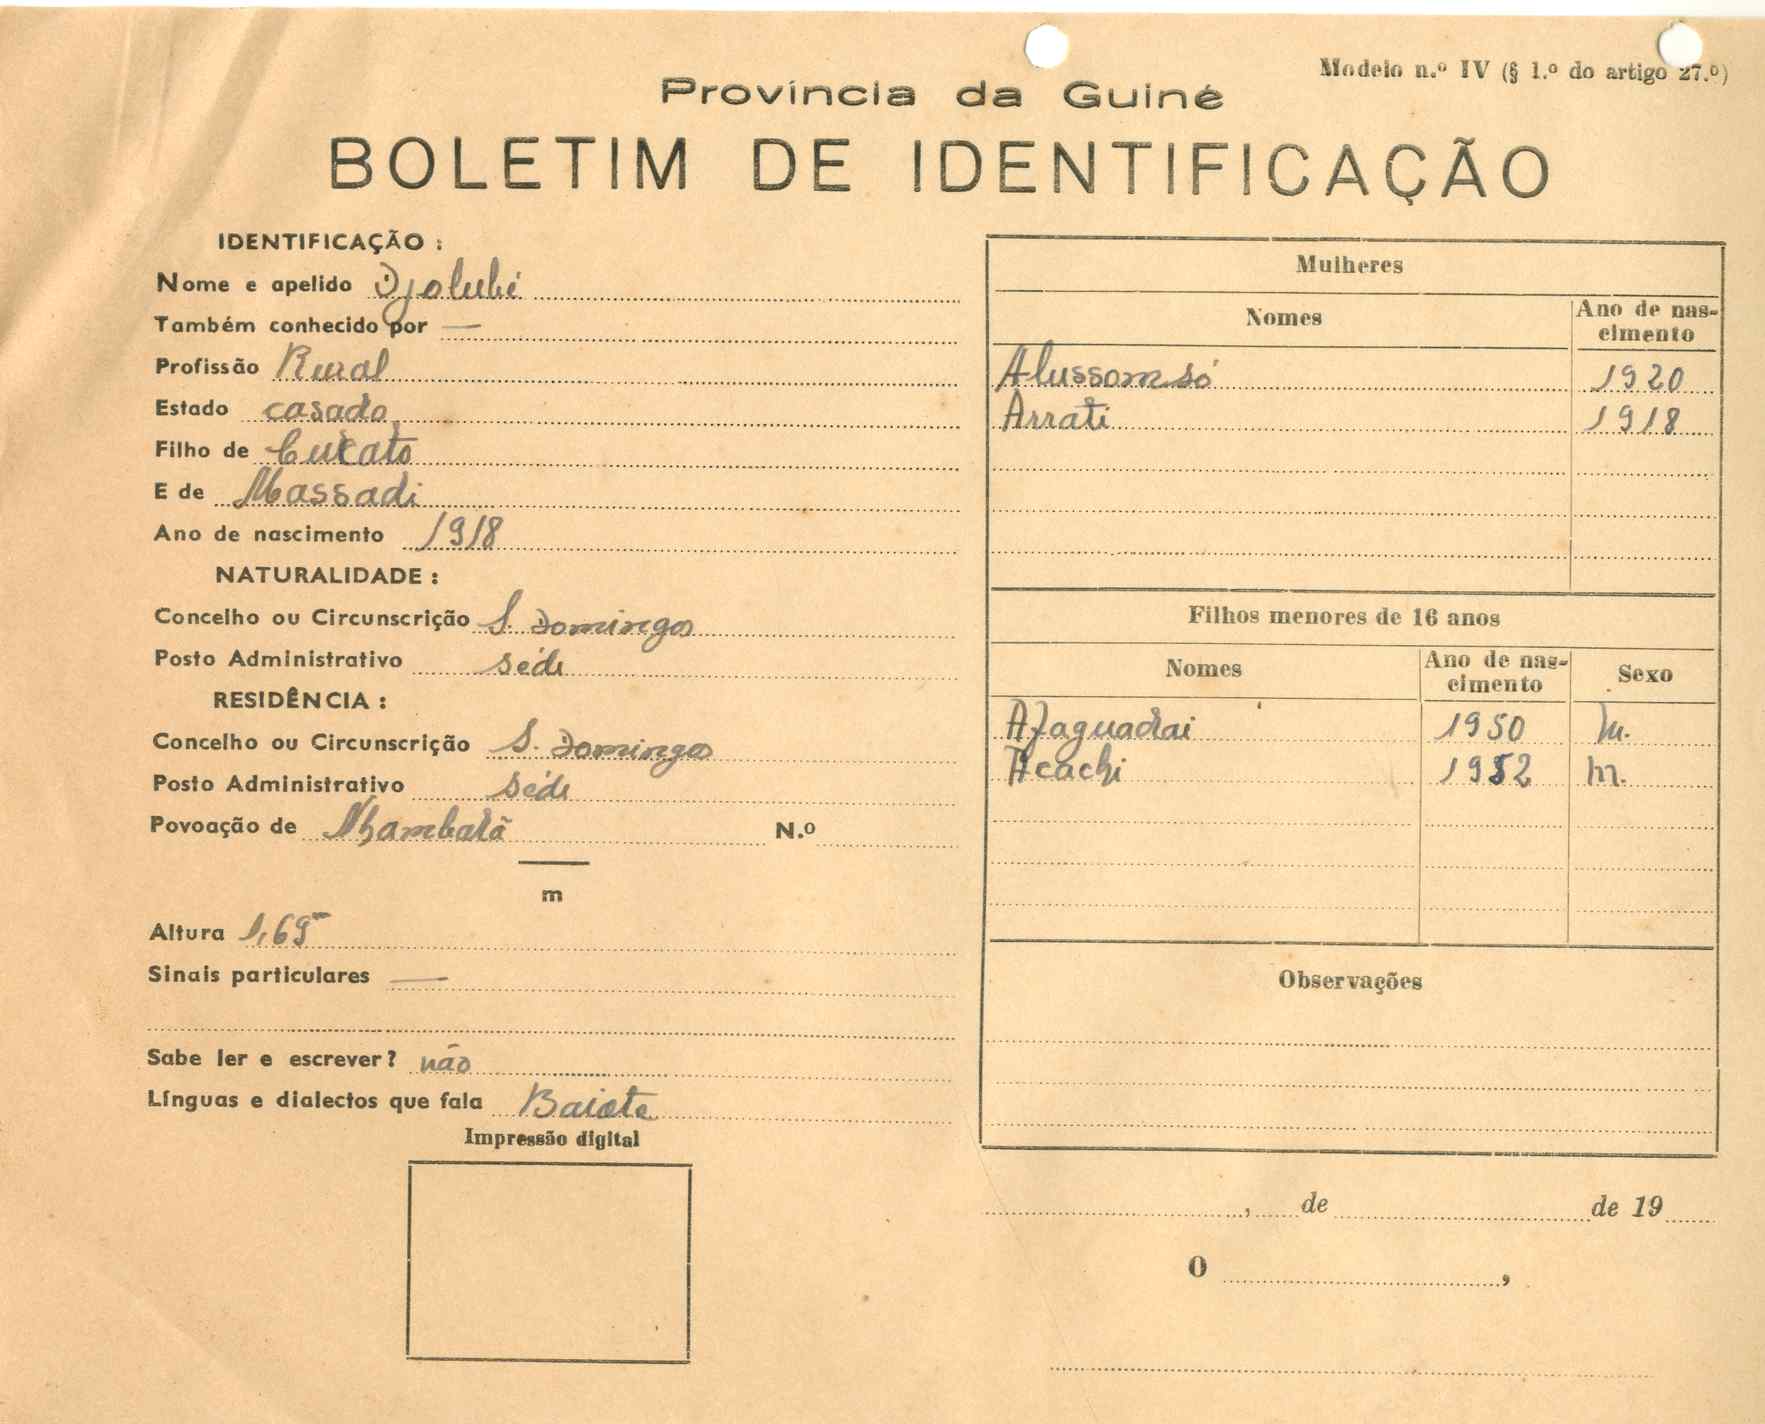 Modelo n.º IV (§ 1.º do artigo 27.º)
Província da Guiné
BOLETIM DE IDENTIFICAÇÃO
IDENTIFICAÇÃO :
Nome e apelido Djolubé
Também conhecido por —
Profissão Rural
Estado casado
Filho de
E de Massadi
Ano de nascimento 1918
NATURALIDADE :
Concelho ou Circunscrição S. Domingos
Posto Administrativo séde
RESIDÊNCIA :
Concelho ou Circunscrição S. Domingos
Posto Administrativo séde
Povoação de Nhambalã N.º
m
Altura 1,69
Sinais particulares —
Sabe ler e escrever? não
Línguas e dialectos que fala Baiote
Impressão digital
Mulheres
Nomes Ano de nas-
cimento
Alussomsó 1920
Arrati 1918
Filhos menores de 16 anos
Nomes Ano de nas-
cimento Sexo
Afaguadai 1950 m.
Acachi 1952 m.
Observações
, de de 19
O ,